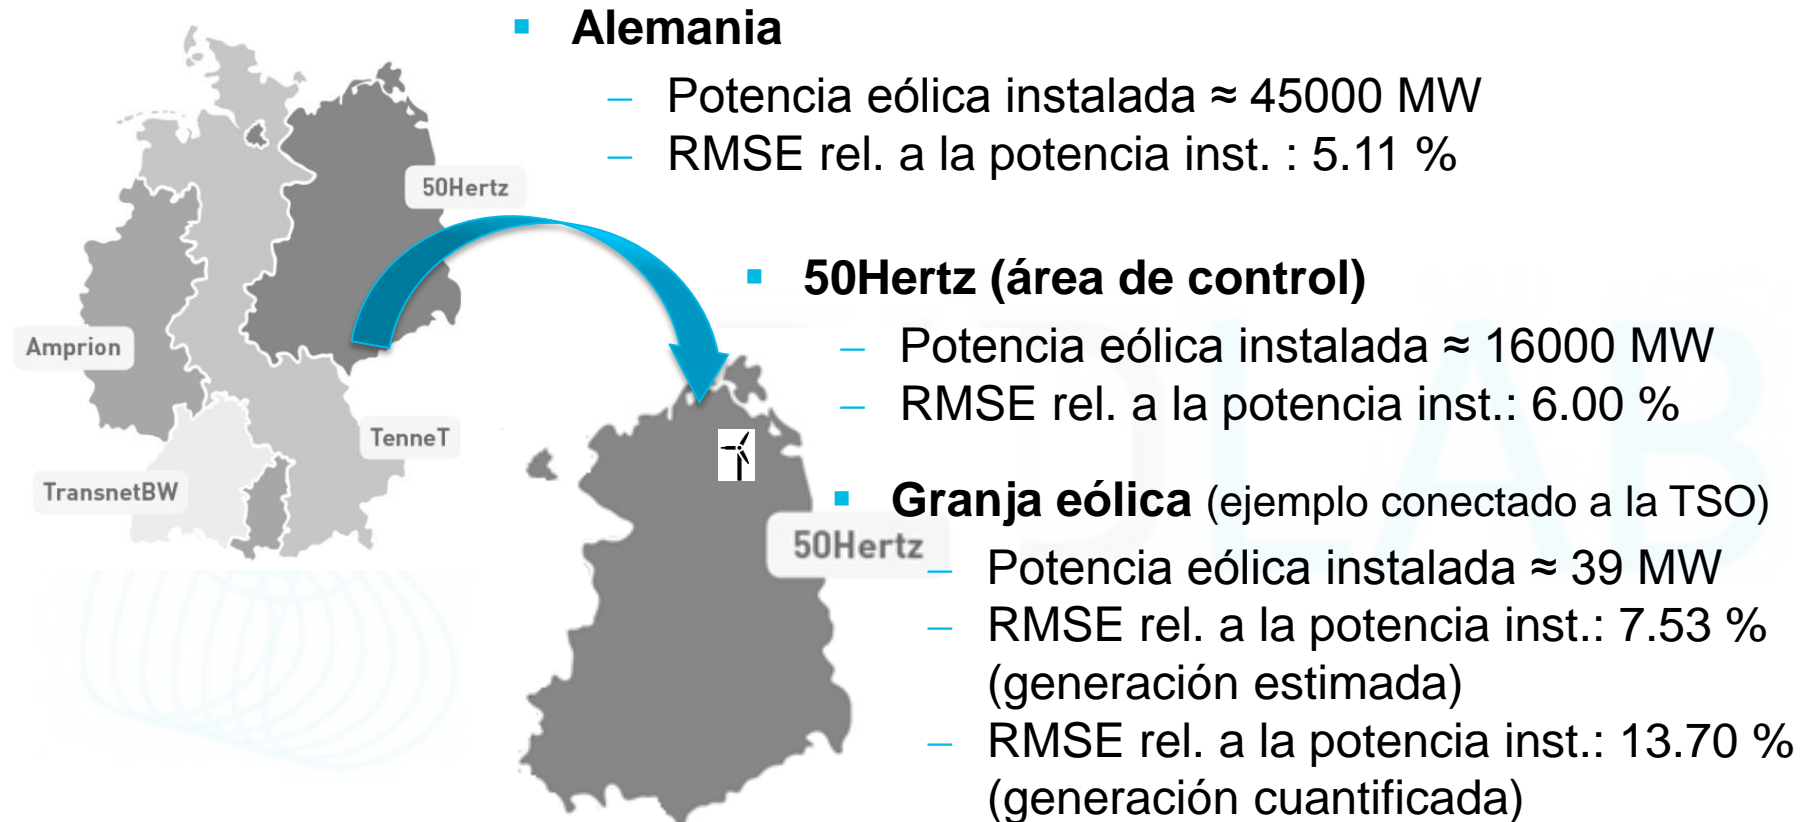 Alemania
– Potencia eólica instalada ≈ 45000 MW
– RMSE rel. a la potencia inst. : 5.11 %
50Hertz
Amprion
TenneT
TransnetBW
50Hertz (área de control)
– Potencia eólica instalada ≈ 16000 MW
– RMSE rel. a la potencia inst.: 6.00 %
Granja eólica (ejemplo conectado a la TSO)
50Hertz
– Potencia eólica instalada ≈ 39 MW
– RMSE rel. a la potencia inst.: 7.53 %
(generación estimada)
– RMSE rel. a la potencia inst.: 13.70 %
(generación cuantificada)
LAB